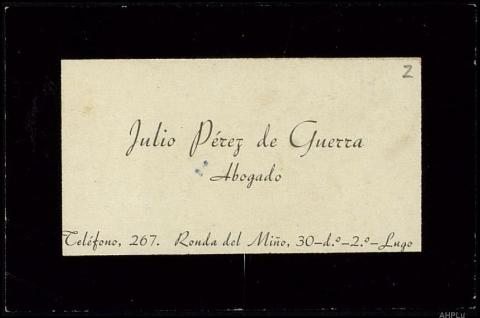 2
Julio Pérez de Guerra
Abogado
Teléfono, 267. Ronda del Miño, 30-d.º-2.º-Lugo
AHPLu